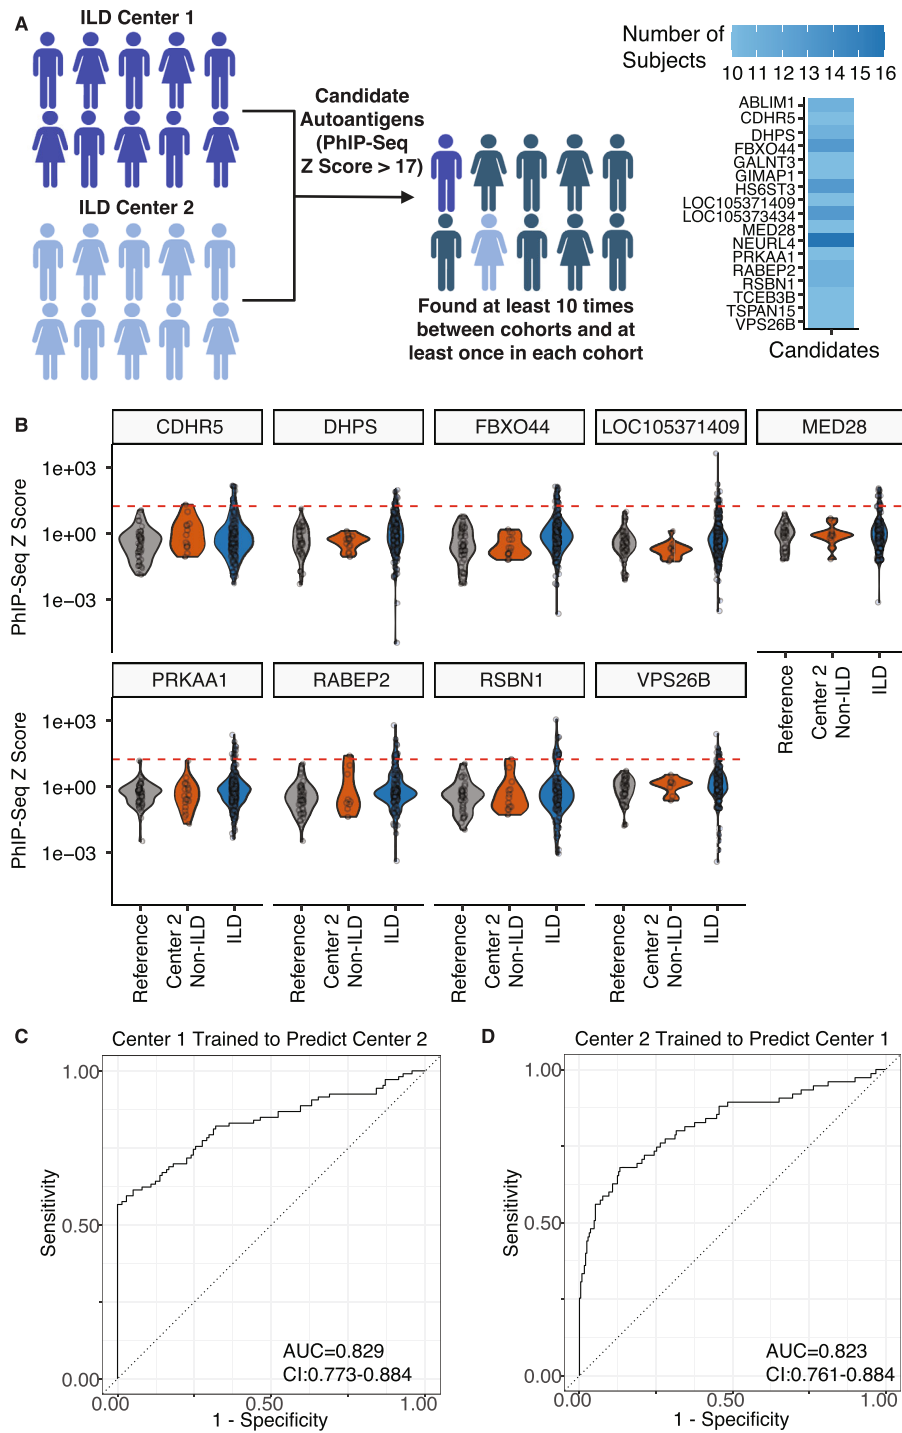 A
ILD Center 1
ILD Center 2
Candidate
Autoantigens
(PhIP-Seq
Z Score > 17)
Found at least 10 times
between cohorts and at
least once in each cohort
Number of
Subjects
10 11 12 13 14 15 16
ABLIM1
CDHR5
DHPS
FBXO44
GALNT3
GIMAP1
HS6ST3
LOC105371409
LOC105373434
MED28
NEURL4
PRKAA1
RABEP2
RSBN1
TCEB3B
TSPAN15
VPS26B
Candidates
B
CDHR5 DHPS FBXO44 LOC105371409 MED28
PhIP-Seq Z Score
1e+03
1e+00
1e-03
Reference
Center 2
Non-ILD
ILD
PRKAA1 RABEP2 RSBN1 VPS26B
PhIP-Seq Z Score
1e+03
1e+00
1e-03
Reference
Center 2
Non-ILD
ILD
Reference
Center 2
Non-ILD
ILD
Reference
Center 2
Non-ILD
ILD
Reference
Center 2
Non-ILD
ILD
C
Center 1 Trained to Predict Center 2
Sensitivity
1.00
0.50
0.00
AUC=0.829
CI:0.773-0.884
0.00 0.50 1.00
1 - Specificity
D
Center 2 Trained to Predict Center 1
Sensitivity
1.00
0.50
0.00
AUC=0.823
CI:0.761-0.884
0.00 0.50 1.00
1 - Specificity